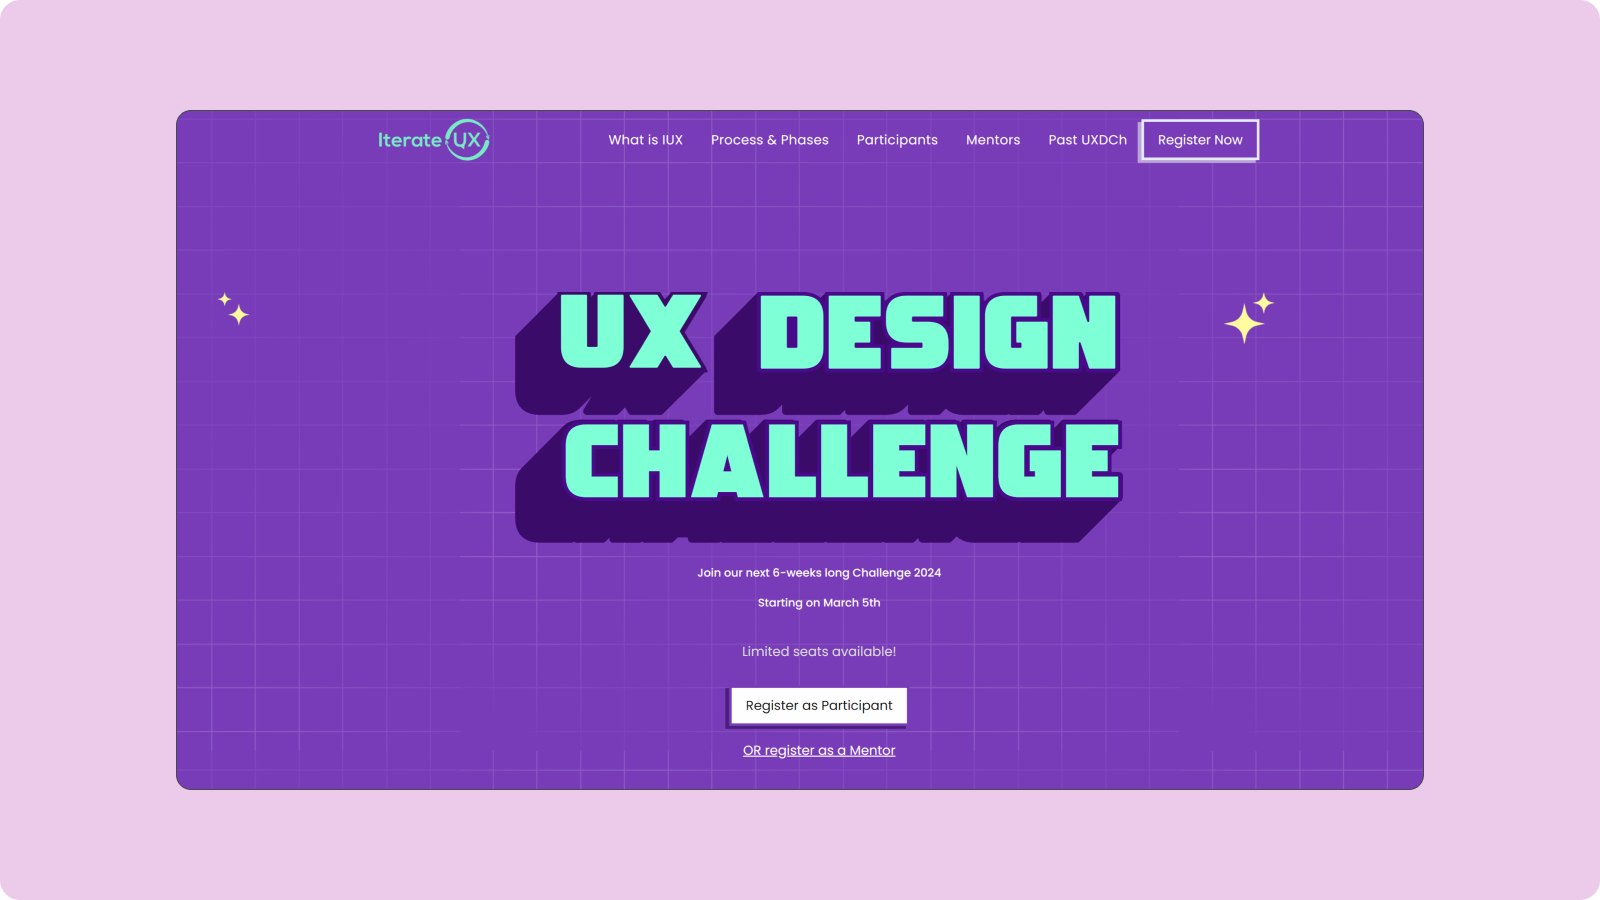 Iterate UX
What is IUX
Process & Phases
Participants
Mentors
Past UXDCh
Register Now
UX DESIGN
CHALLENGE
Join our next 6-weeks long Challenge 2024
Starting on March 5th
Limited seats available!
Register as Participant
OR register as a Mentor